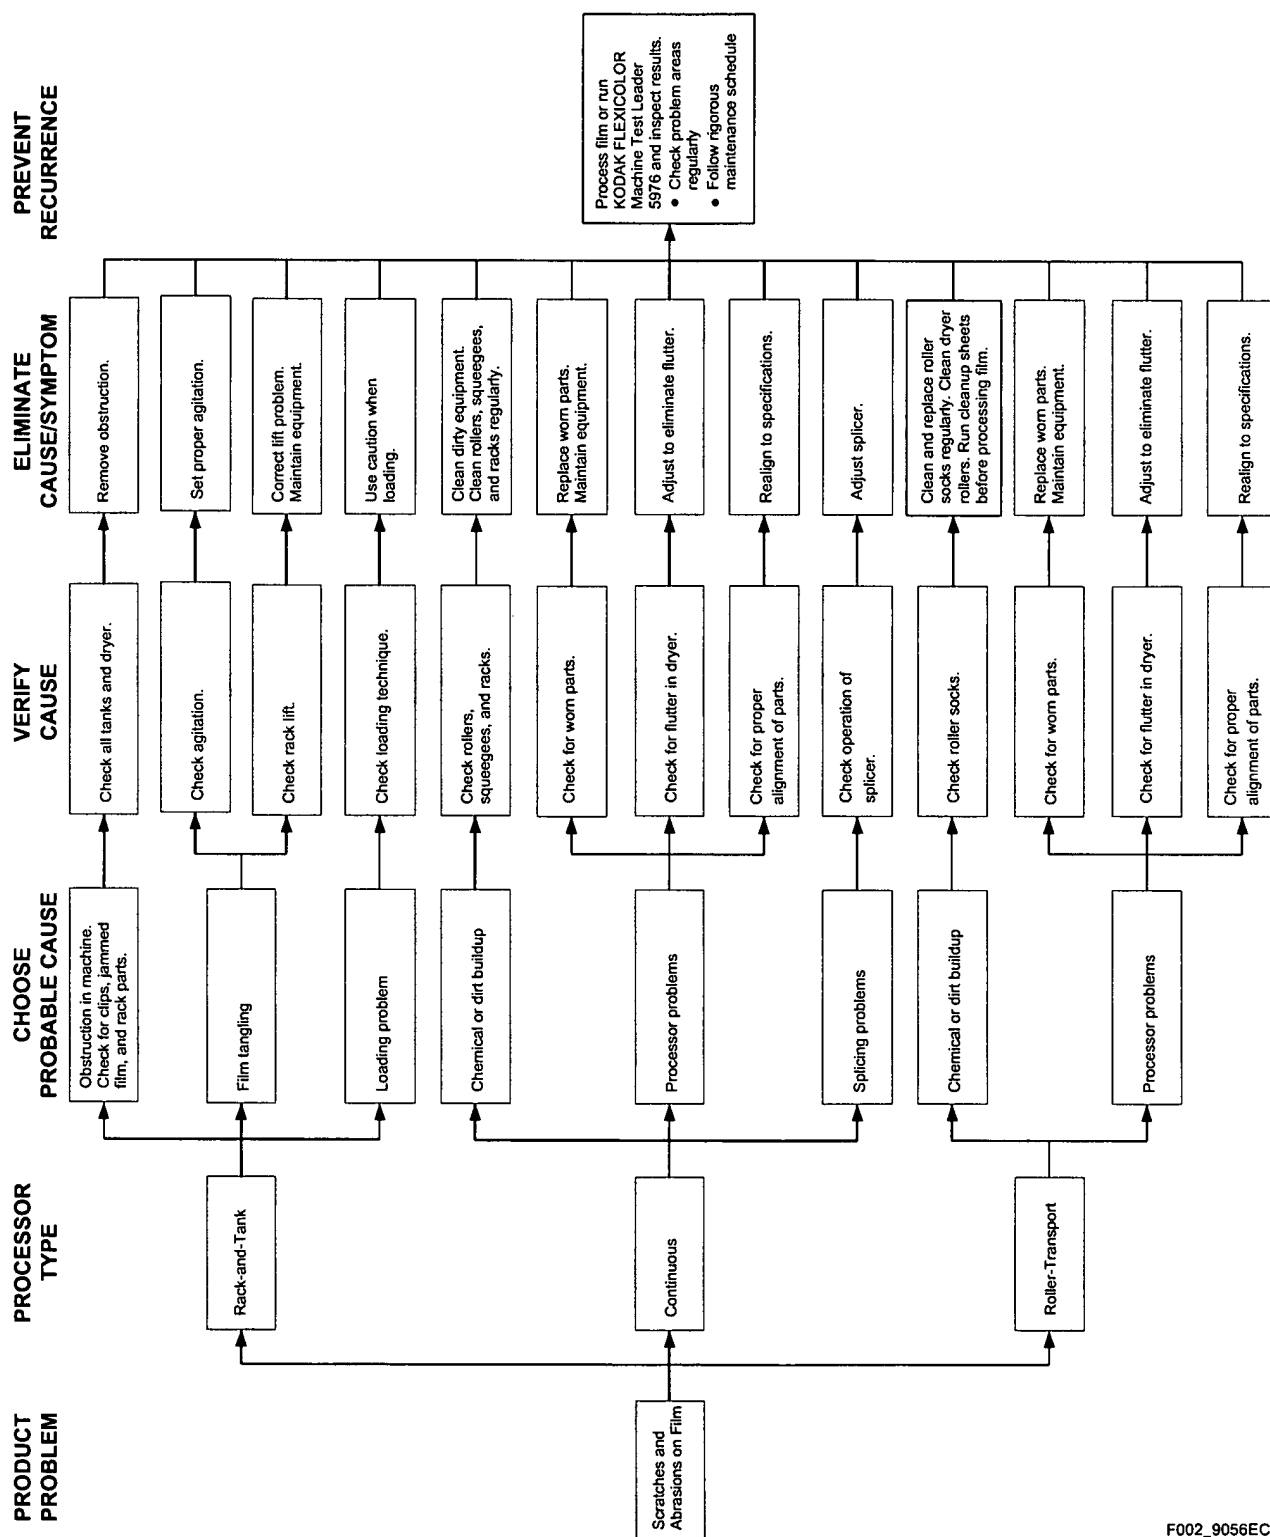 PRODUCT
PROBLEM
PROCESSOR
TYPE
CHOOSE
PROBABLE CAUSE
VERIFY
CAUSE
ELIMINATE
CAUSE/SYMPTOM
PREVENT
RECURRENCE
Scratches and
Abrasions on Film
Rack-and-Tank
Continuous
Roller-Transport
Obstruction in machine.
Check for clips, jammed
film, and rack parts.
Film tangling
Loading problem
Chemical or dirt buildup
Processor problems
Splicing problems
Chemical or dirt buildup
Processor problems
Check all tanks and dryer.
Check agitation.
Check rack lift.
Check loading technique.
Check rollers,
squeegees, and racks.
Check for worn parts.
Check for flutter in dryer.
Check for proper
alignment of parts.
Check operation of
splicer.
Check roller socks.
Check for worn parts.
Check for flutter in dryer.
Check for proper
alignment of parts.
Remove obstruction.
Set proper agitation.
Correct lift problem.
Maintain equipment.
Use caution when
loading.
Clean dirty equipment.
Clean rollers, squeegees,
and racks regularly.
Replace worn parts.
Maintain equipment.
Adjust to eliminate flutter.
Realign to specifications.
Adjust splicer.
Clean and replace roller
socks regularly. Clean dryer
rollers. Run cleanup sheets
before processing film.
Replace worn parts.
Maintain equipment.
Adjust to eliminate flutter.
Realign to specifications.
Process film or run
KODAK FLEXICOLOR
Machine Test Leader
5976 and inspect results.
● Check problem areas
regularly
● Follow rigorous
maintenance schedule
F002_9056EC